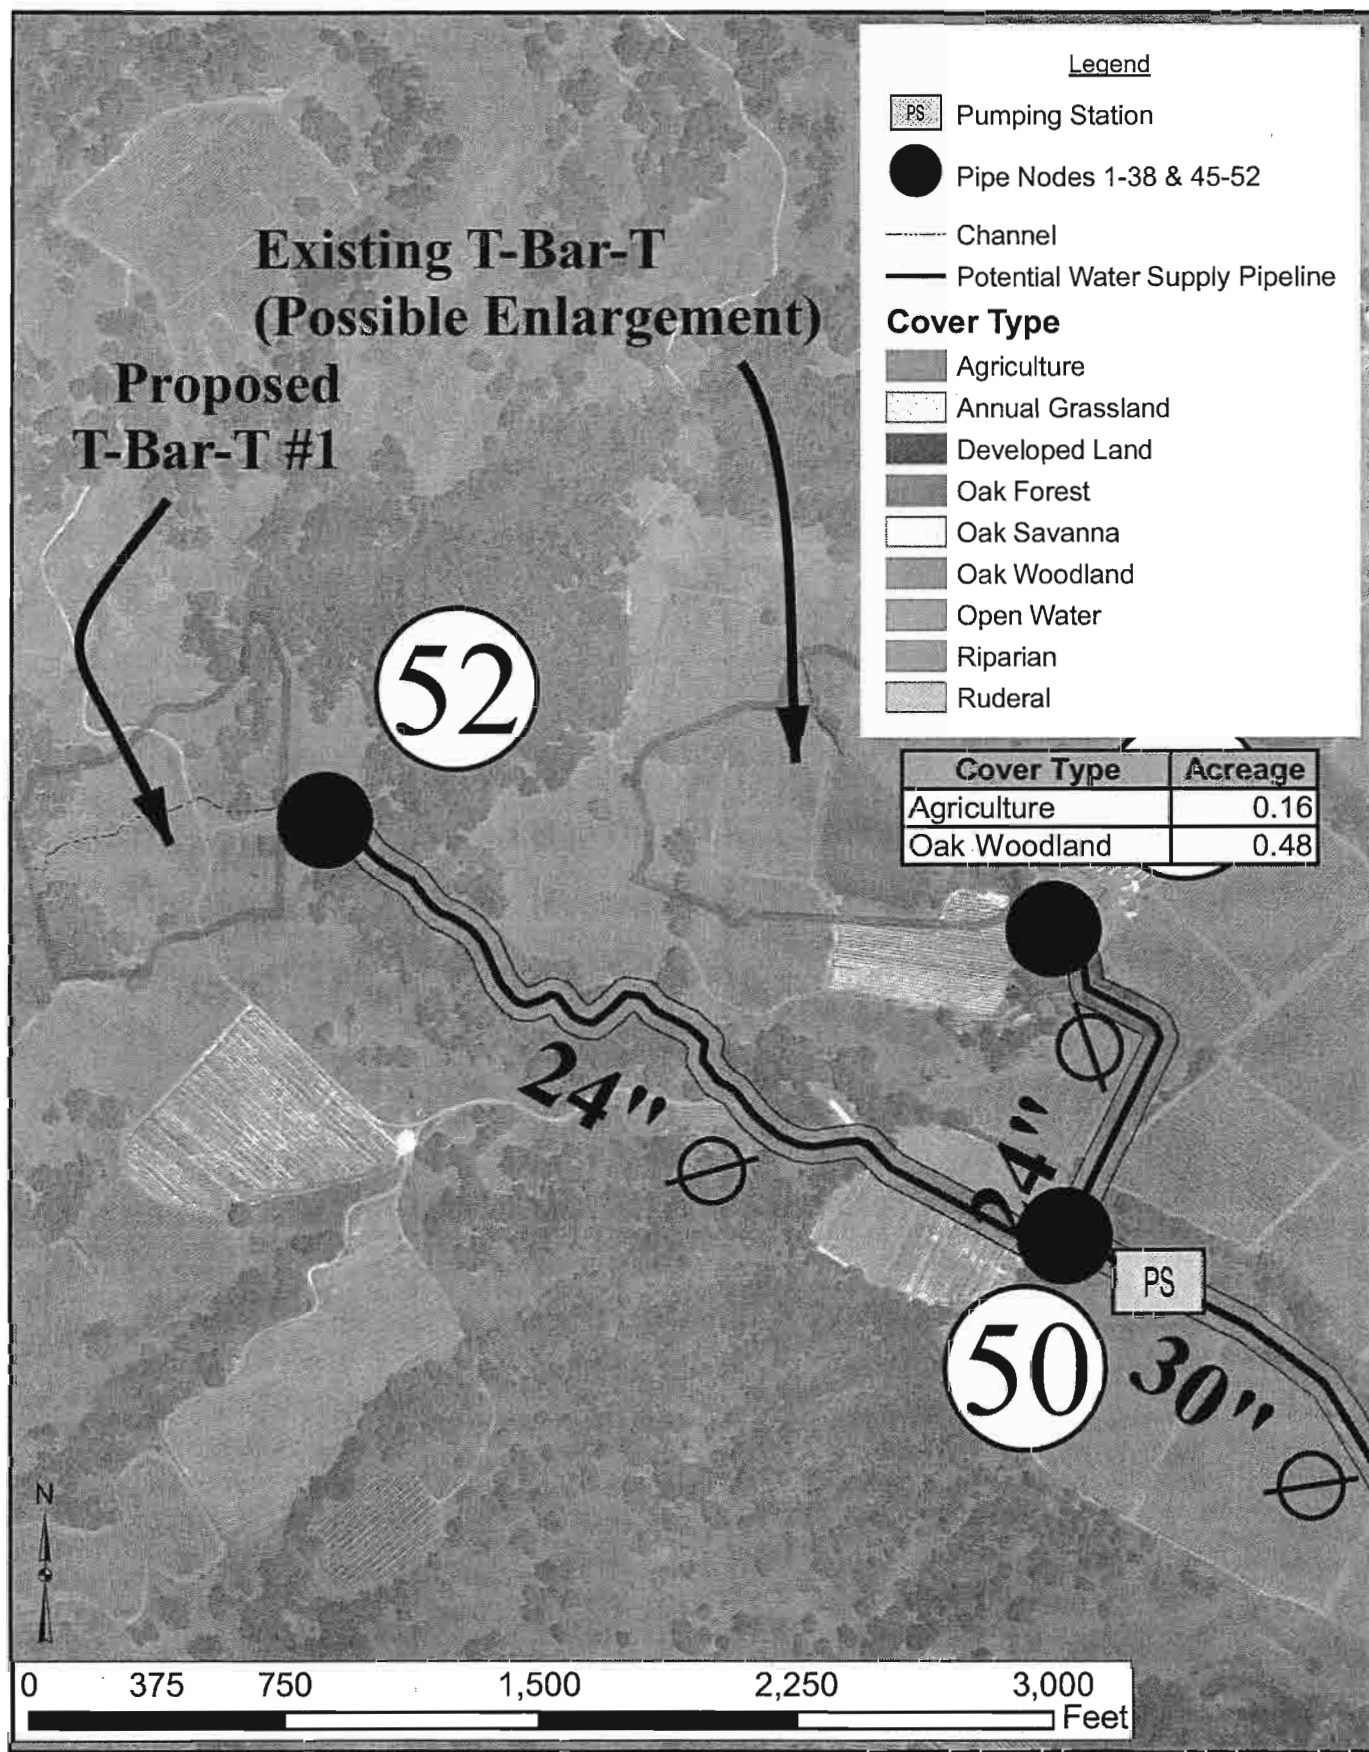 Legend
PS Pumping Station
Pipe Nodes 1-38 & 45-52
Channel
Potential Water Supply Pipeline
Cover Type
Agriculture
Annual Grassland
Developed Land
Oak Forest
Oak Savanna
Oak Woodland
Open Water
Riparian
Ruderal
Existing T-Bar-T
(Possible Enlargement)
Proposed
T-Bar-T #1
52
Cover Type Acreage
Agriculture 0.16
Oak Woodland 0.48
24"
24"
PS
50
30"
N
0 375 750 1,500 2,250 3,000
Feet